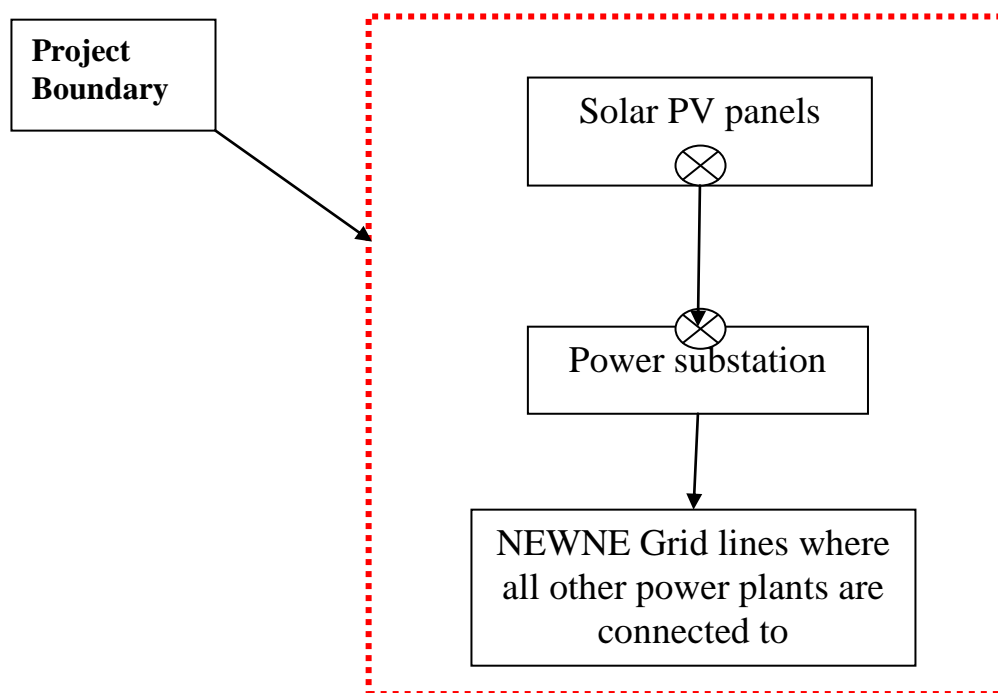 Project
Boundary
Solar PV panels
Power substation
NEWNE Grid lines where
all other power plants are
connected to